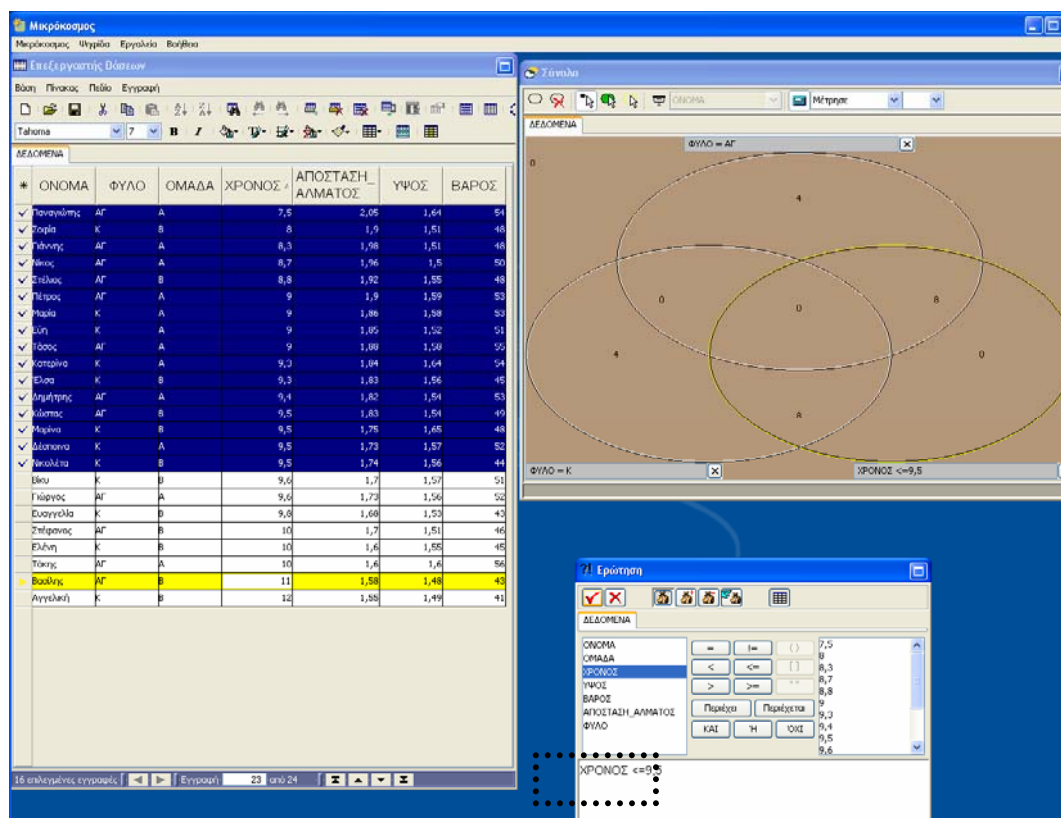 Μικρόκοσμος
Μικρόκοσμος Ψηφίδα Εργαλεία Βοήθεια
Επεξεργαστής Βάσεων
Βάση Πίνακας Πεδίο Εγγραφή
Tahoma 7 B I
ΔΕΔΟΜΕΝΑ
* ΟΝΟΜΑ ΦΥΛΟ ΟΜΑΔΑ ΧΡΟΝΟΣ ΑΠΟΣΤΑΣΗ_ΑΛΜΑΤΟΣ ΥΨΟΣ ΒΑΡΟΣ
Παναγιώτης ΑΓ Α 7,5 2,05 1,64 54
Σοφία Κ Β 8 1,9 1,51 48
Γιάννης ΑΓ Α 8,3 1,98 1,51 48
Νίκος ΑΓ Α 8,7 1,96 1,5 50
Στέλιος ΑΓ Β 8,8 1,92 1,55 48
Πέτρος ΑΓ Α 9 1,9 1,59 53
Μαρία Κ Α 9 1,86 1,58 53
Εύη Κ Α 9 1,85 1,52 51
Τάσος ΑΓ Α 9 1,88 1,58 55
Κατερίνα Κ Α 9,3 1,84 1,64 54
Έλσα Κ Β 9,3 1,83 1,56 45
Δημήτρης ΑΓ Α 9,4 1,82 1,54 53
Κώστας ΑΓ Β 9,5 1,83 1,54 49
Μαρίνα Κ Β 9,5 1,75 1,65 48
Δέσποινα Κ Α 9,5 1,73 1,57 52
Νικολέτα Κ Β 9,5 1,74 1,56 44
Βίκυ Κ Β 9,6 1,7 1,57 51
Γιώργος ΑΓ Α 9,6 1,73 1,56 52
Ευαγγελία Κ Β 9,8 1,68 1,53 43
Στέφανος ΑΓ Β 10 1,7 1,51 46
Ελένη Κ Β 10 1,6 1,55 45
Τάκης ΑΓ Α 10 1,6 1,6 56
Βασίλης ΑΓ Β 11 1,58 1,48 43
Αγγελική Κ Β 12 1,55 1,49 41
16 επιλεγμένες εγγραφές Εγγραφή 23 από 24
Σύνολο
ΟΝΟΜΑ Μέτρησε
ΔΕΔΟΜΕΝΑ
ΦΥΛΟ = ΑΓ
0
4
0 0 8
4 0
8
ΦΥΛΟ = Κ ΧΡΟΝΟΣ <=9,5
?! Ερώτηση
ΔΕΔΟΜΕΝΑ
ΟΝΟΜΑ
ΟΜΑΔΑ
ΧΡΟΝΟΣ
ΥΨΟΣ
ΒΑΡΟΣ
ΑΠΟΣΤΑΣΗ_ΑΛΜΑΤΟΣ
ΦΥΛΟ
= != ( )
< <= [ ]
> >= " "
Περιέχει Περιέχεται
ΚΑΙ Ή ΌΧΙ
7,5
8
8,3
8,7
8,8
9
9,3
9,4
9,5
9,6
ΧΡΟΝΟΣ <=9,5